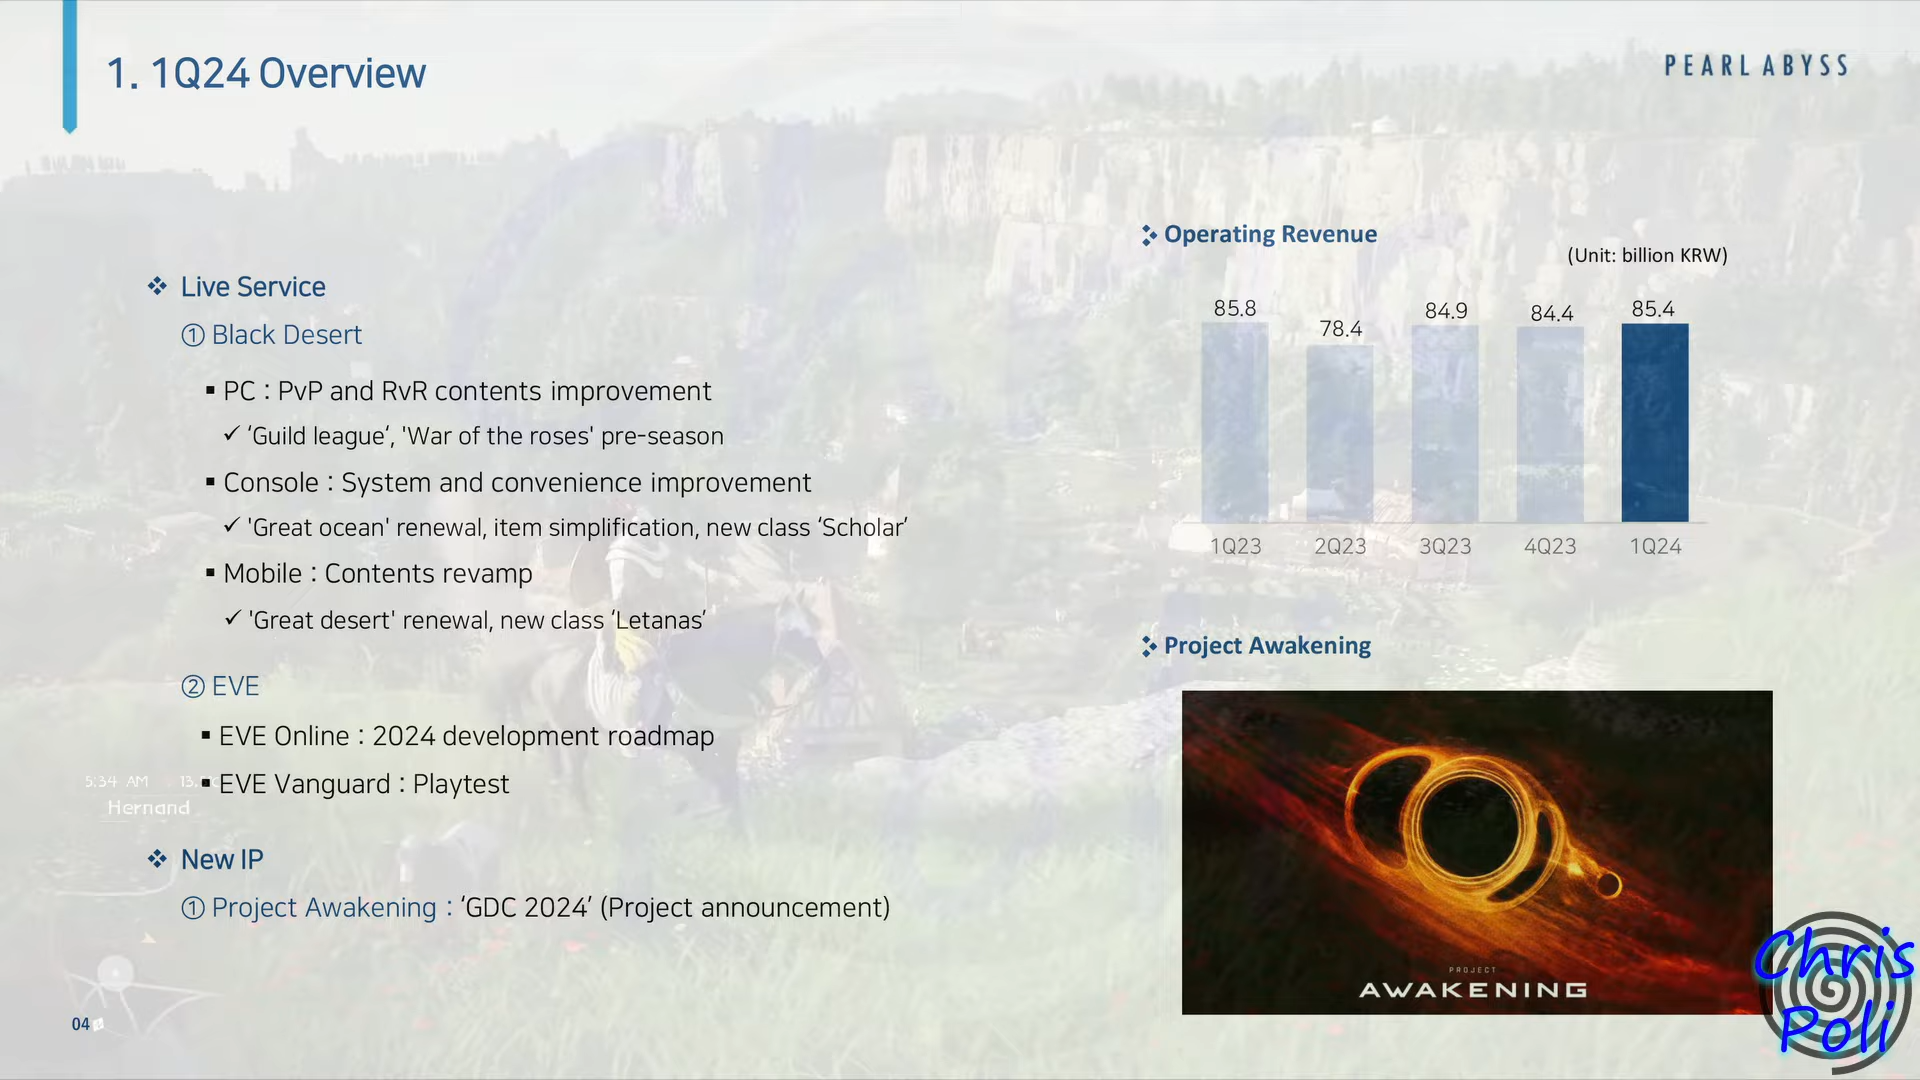 1. 1Q24 Overview
PEARL ABYSS
❖ Live Service
① Black Desert
▪ PC : PvP and RvR contents improvement
✓ ‘Guild league‘, 'War of the roses' pre-season
▪ Console : System and convenience improvement
✓ 'Great ocean' renewal, item simplification, new class ‘Scholar’
▪ Mobile : Contents revamp
✓ 'Great desert' renewal, new class ‘Letanas’
② EVE
▪ EVE Online : 2024 development roadmap
▪ EVE Vanguard : Playtest
5:34 AM
Hernand
❖ New IP
① Project Awakening : ‘GDC 2024’ (Project announcement)
04
Operating Revenue
(Unit: billion KRW)
85.8 78.4 84.9 84.4 85.4
1Q23 2Q23 3Q23 4Q23 1Q24
Project Awakening
PROJECT
AWAKENING
Chris
Poli